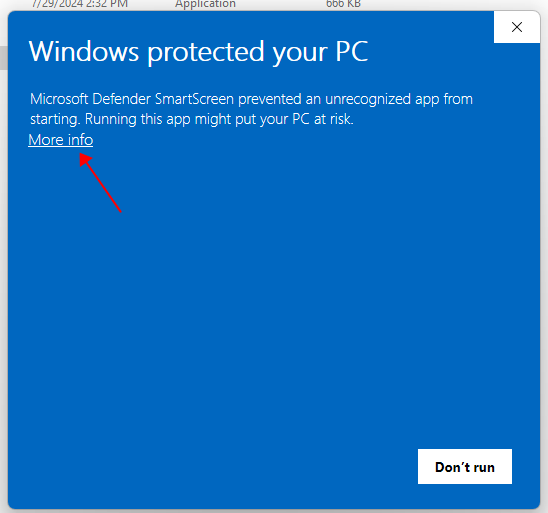 7/29/2024 2:32 PM Application 666 KB
Windows protected your PC
Microsoft Defender SmartScreen prevented an unrecognized app from
starting. Running this app might put your PC at risk.
More info
Don't run